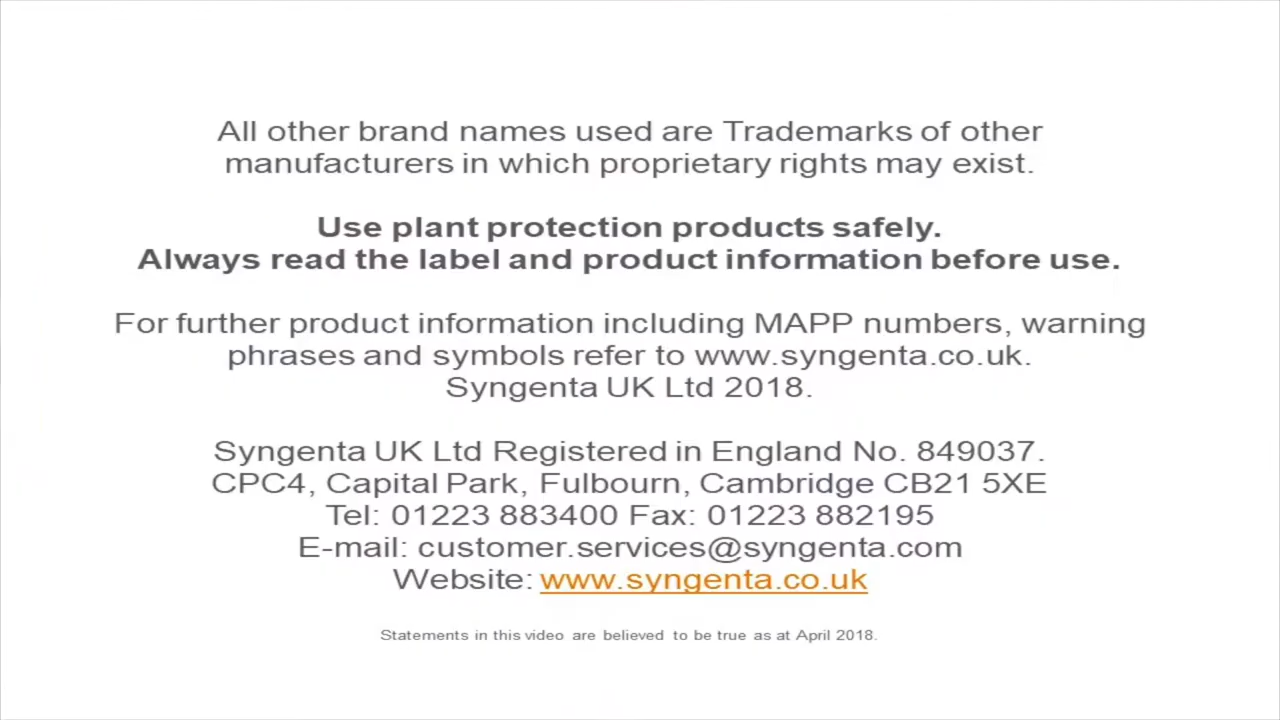 All other brand names used are Trademarks of other
manufacturers in which proprietary rights may exist.
Use plant protection products safely.
Always read the label and product information before use.
For further product information including MAPP numbers, warning
phrases and symbols refer to www.syngenta.co.uk.
Syngenta UK Ltd 2018.
Syngenta UK Ltd Registered in England No. 849037.
CPC4, Capital Park, Fulbourn, Cambridge CB21 5XE
Tel: 01223 883400 Fax: 01223 882195
E-mail: customer.services@syngenta.com
Website: www.syngenta.co.uk
Statements in this video are believed to be true as at April 2018.